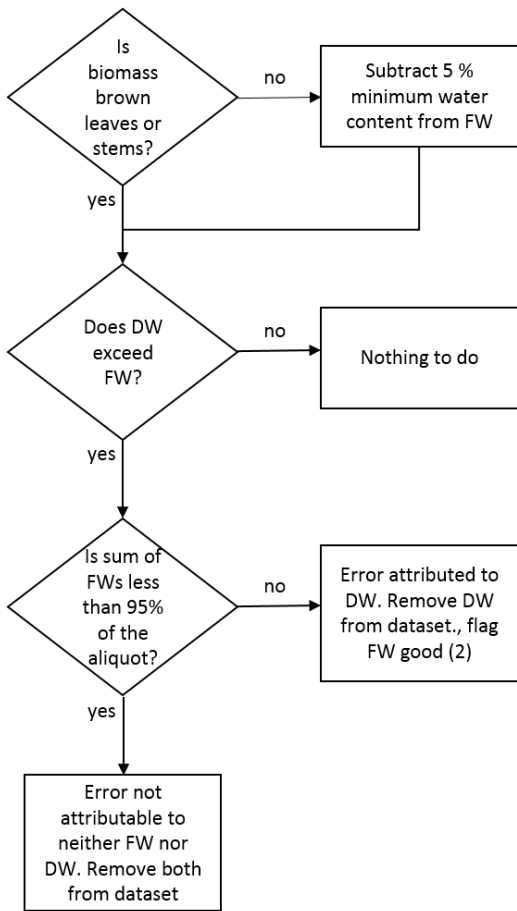 Is
biomass
brown
leaves or
stems?
no
Subtract 5 %
minimum water
content from FW
yes
Does DW
exceed
FW?
no
Nothing to do
yes
Is sum of
FWs less
than 95%
of the
aliquot?
no
Error attributed to
DW. Remove DW
from dataset., flag
FW good (2)
yes
Error not
attributable to
neither FW nor
DW. Remove both
from dataset